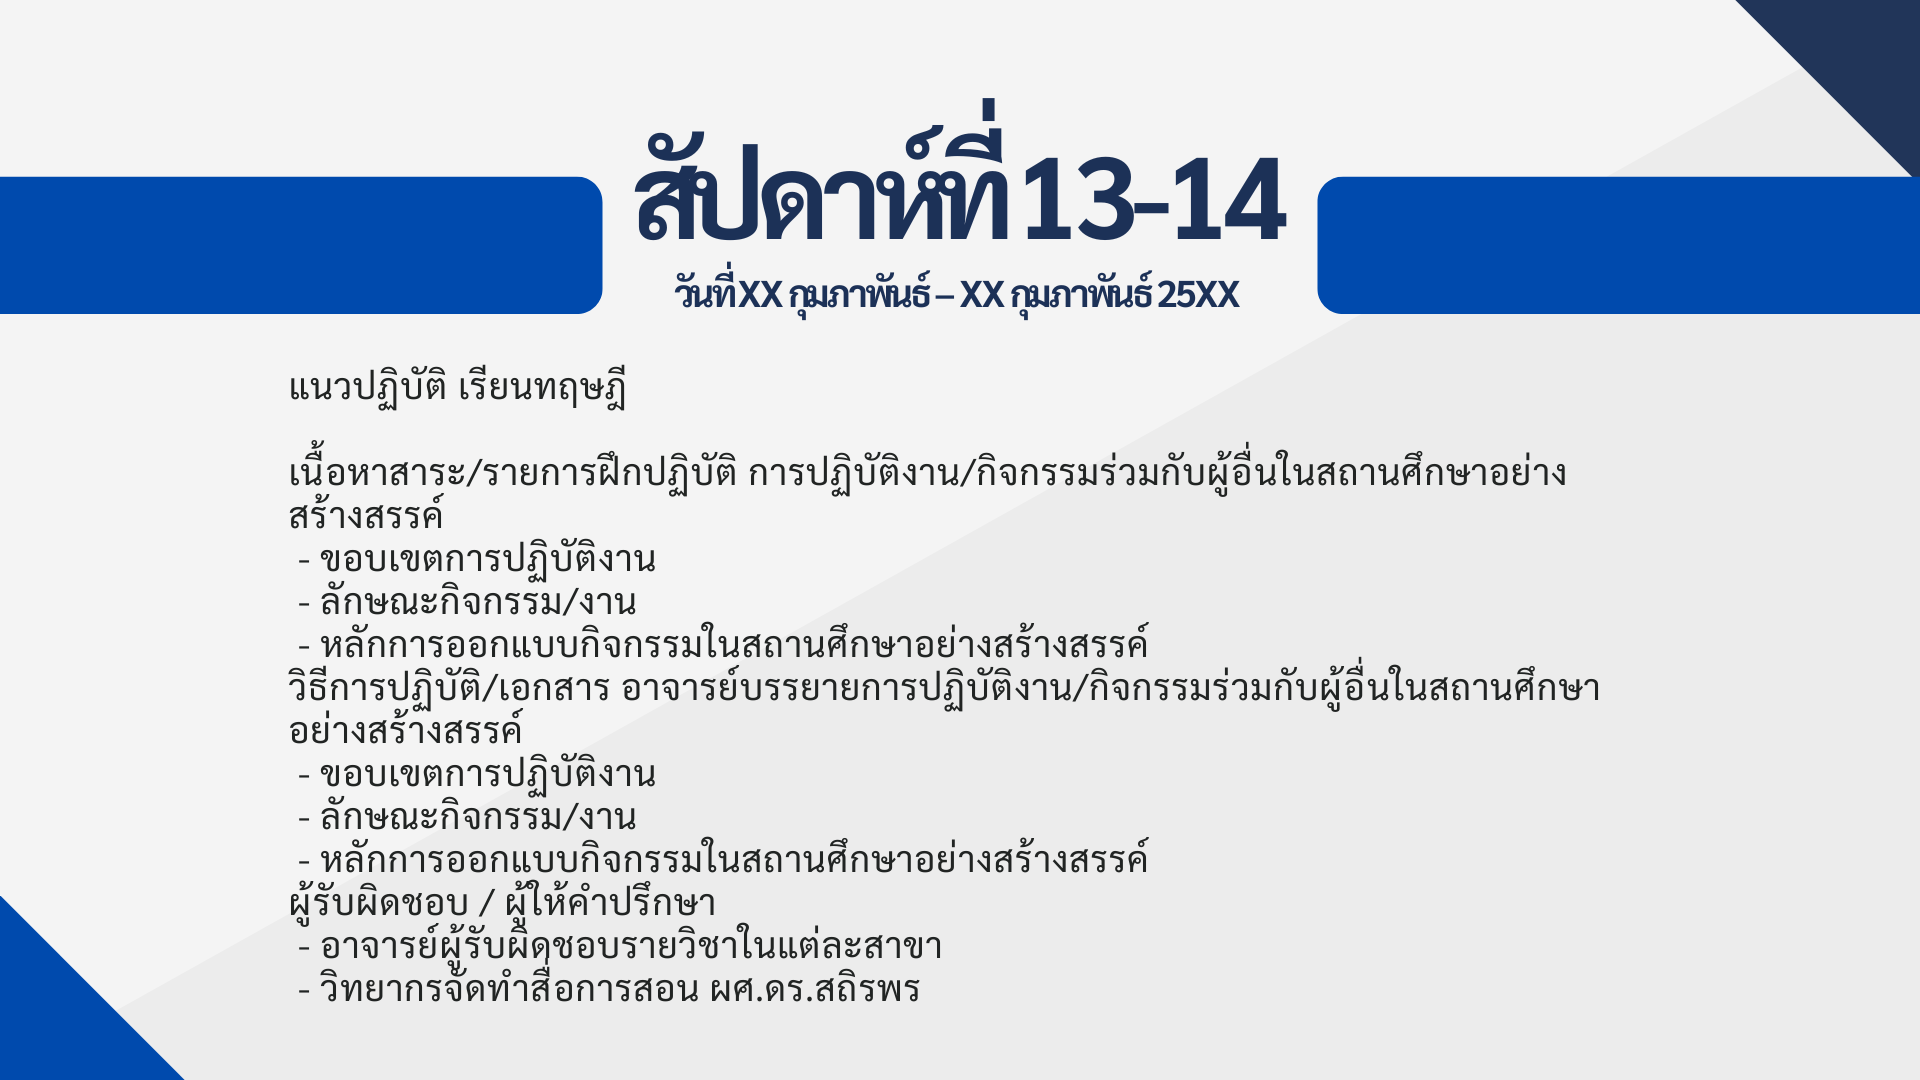 สัปดาห์ที่ 13-14
วันที่ XX กุมภาพันธ์ – XX กุมภาพันธ์ 25XX
แนวปฏิบัติ เรียนทฤษฎี
เนื้อหาสาระ/รายการฝึกปฏิบัติ การปฏิบัติงาน/กิจกรรมร่วมกับผู้อื่นในสถานศึกษาอย่าง
สร้างสรรค์
- ขอบเขตการปฏิบัติงาน
- ลักษณะกิจกรรม/งาน
- หลักการออกแบบกิจกรรมในสถานศึกษาอย่างสร้างสรรค์
วิธีการปฏิบัติ/เอกสาร อาจารย์บรรยายการปฏิบัติงาน/กิจกรรมร่วมกับผู้อื่นในสถานศึกษา
อย่างสร้างสรรค์
- ขอบเขตการปฏิบัติงาน
- ลักษณะกิจกรรม/งาน
- หลักการออกแบบกิจกรรมในสถานศึกษาอย่างสร้างสรรค์
ผู้รับผิดชอบ / ผู้ให้คำปรึกษา
- อาจารย์ผู้รับผิดชอบรายวิชาในแต่ละสาขา
- วิทยากรจัดทำสื่อการสอน ผศ.ดร.สถิรพร